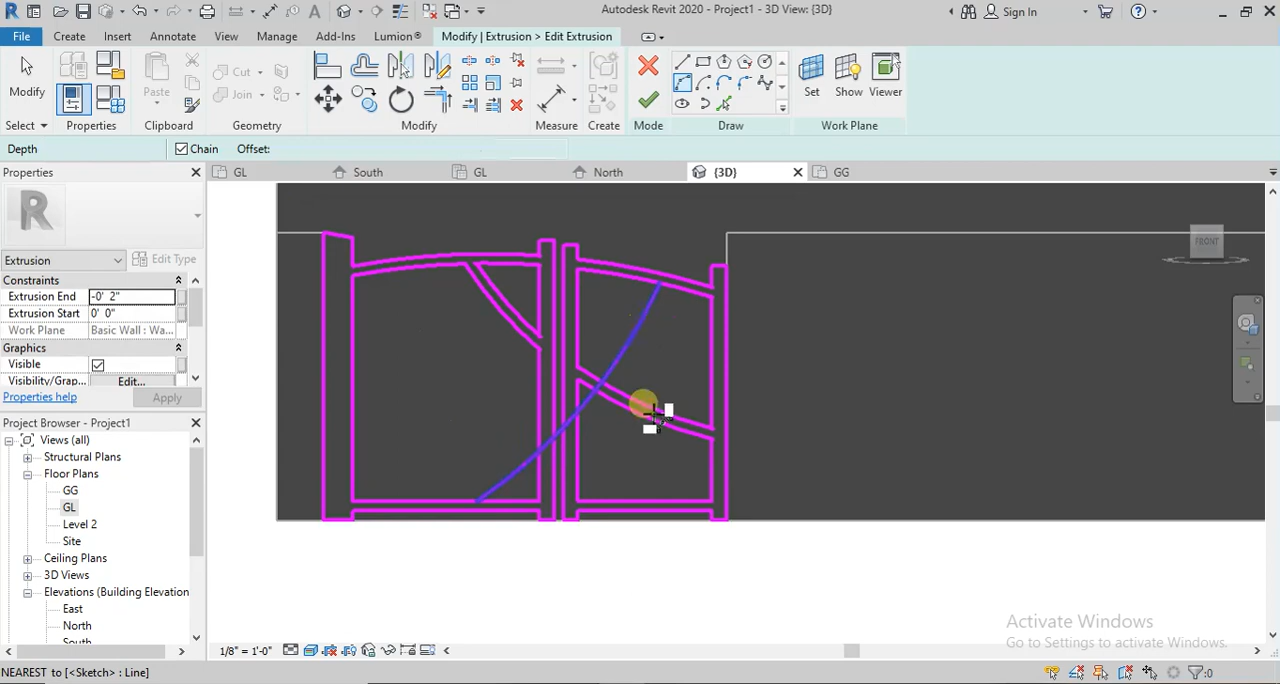 Autodesk Revit 2020 - Project1 - 3D View: {3D}
Sign In
File Create Insert Annotate View Manage Add-Ins Lumion® Modify | Extrusion > Edit Extrusion
Modify
Paste
Cut
Join
Set Show Viewer
Select Properties Clipboard Geometry Modify Measure Create Mode Draw Work Plane
Depth Chain Offset:
Properties
GL South GL North {3D} GG
R
FRONT
Extrusion Edit Type
Constraints
Extrusion End -0' 2"
Extrusion Start 0' 0"
Work Plane Basic Wall : Wa...
Graphics
Visible
Visibility/Grap... Edit...
Properties help Apply
Project Browser - Project1
Views (all)
Structural Plans
Floor Plans
GG
GL
Level 2
Site
Ceiling Plans
3D Views
Elevations (Building Elevation
East
North
South
Activate Windows
Go to Settings to activate Windows.
1/8" = 1'-0"
NEAREST to [<Sketch> : Line]
:0